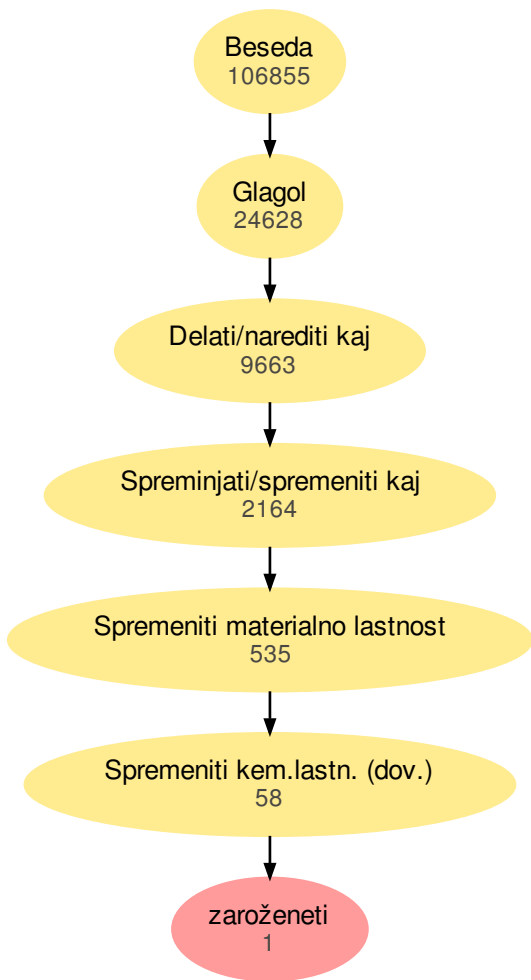 Beseda
106855
Glagol
24628
Delati/narediti kaj
9663
Spreminjati/spremeniti kaj
2164
Spremeniti materialno lastnost
535
Spremeniti kem.lastn. (dov.)
58
zaroženeti
1